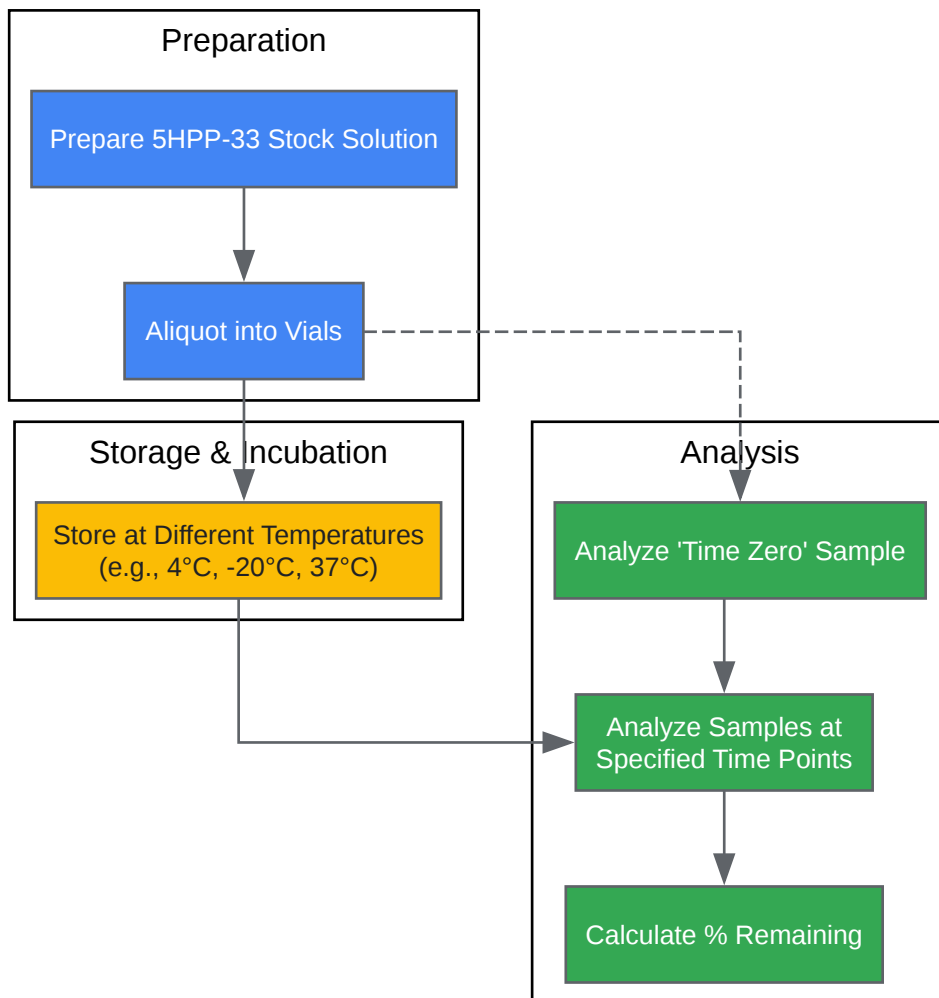 Preparation
Prepare 5HPP-33 Stock Solution
Aliquot into Vials
Storage & Incubation
Store at Different Temperatures
(e.g., 4°C, -20°C, 37°C)
Analysis
Analyze 'Time Zero' Sample
Analyze Samples at
Specified Time Points
Calculate % Remaining